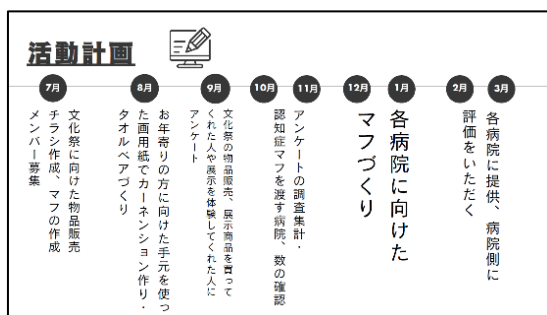 活動計画
7月
8月
9月
10月
11月
12月
1月
2月
3月
文化祭に向けた物品販売
チラシ作成、マフの作成
メンバー募集
お年寄りの方に向けた手元を使っ
た画用紙でカーネンション作り・
タオルベアづくり
文化祭の物品販売、展示商品を買って
くれた人や展示を体験してくれた人に
アンケート
アンケートの調査集計・
認知症マフを渡す病院、数の確認
各病院に向けた
マフづくり
各病院に提供、病院側に
評価をいただく